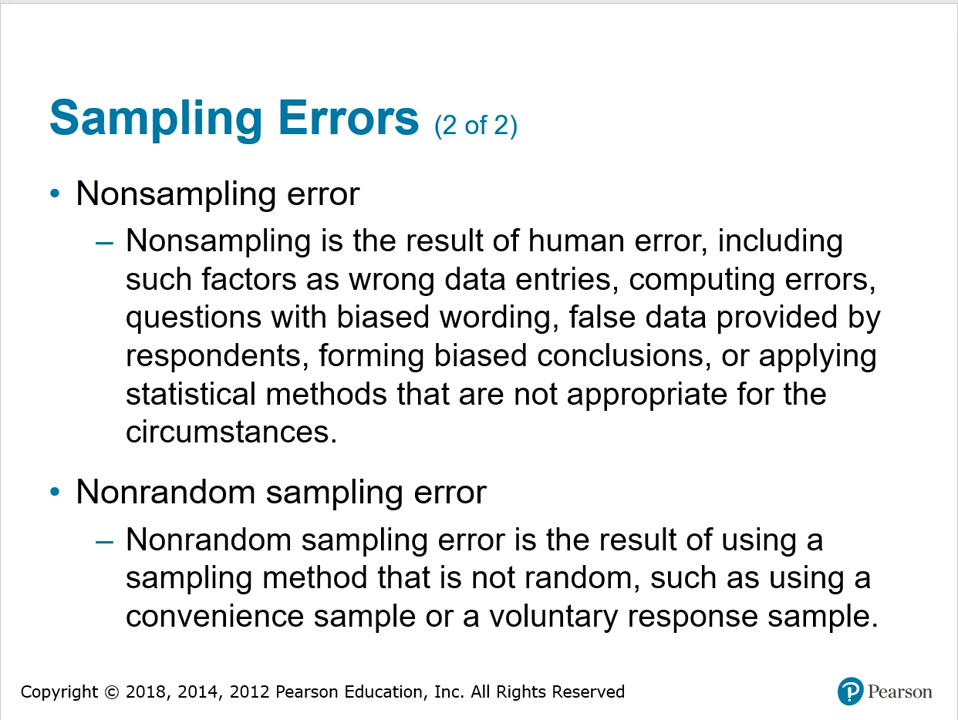 Sampling Errors (2 of 2)
• Nonsampling error
– Nonsampling is the result of human error, including
such factors as wrong data entries, computing errors,
questions with biased wording, false data provided by
respondents, forming biased conclusions, or applying
statistical methods that are not appropriate for the
circumstances.
• Nonrandom sampling error
– Nonrandom sampling error is the result of using a
sampling method that is not random, such as using a
convenience sample or a voluntary response sample.
Copyright © 2018, 2014, 2012 Pearson Education, Inc. All Rights Reserved
P Pearson